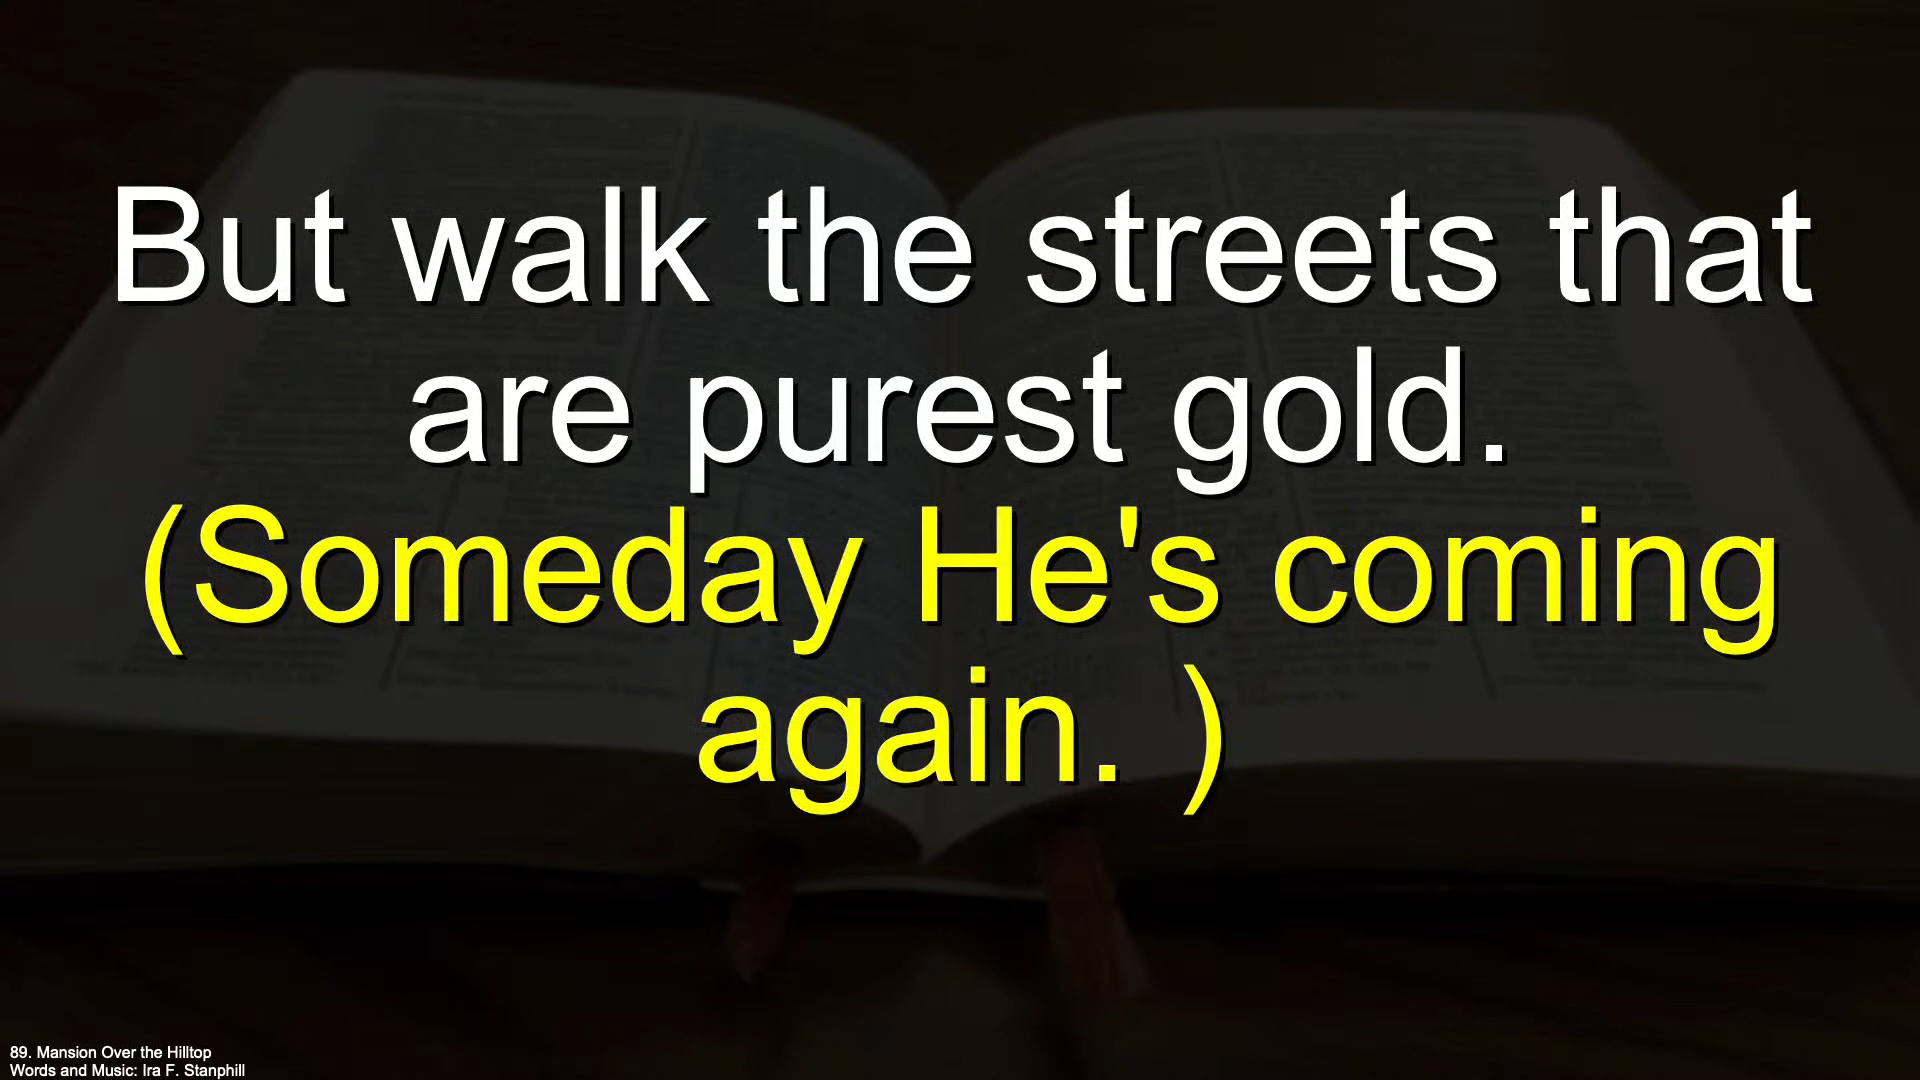 But walk the streets that
are purest gold.
(Someday He's coming
again. )
89. Mansion Over the Hilltop
Words and Music: Ira F. Stanphill